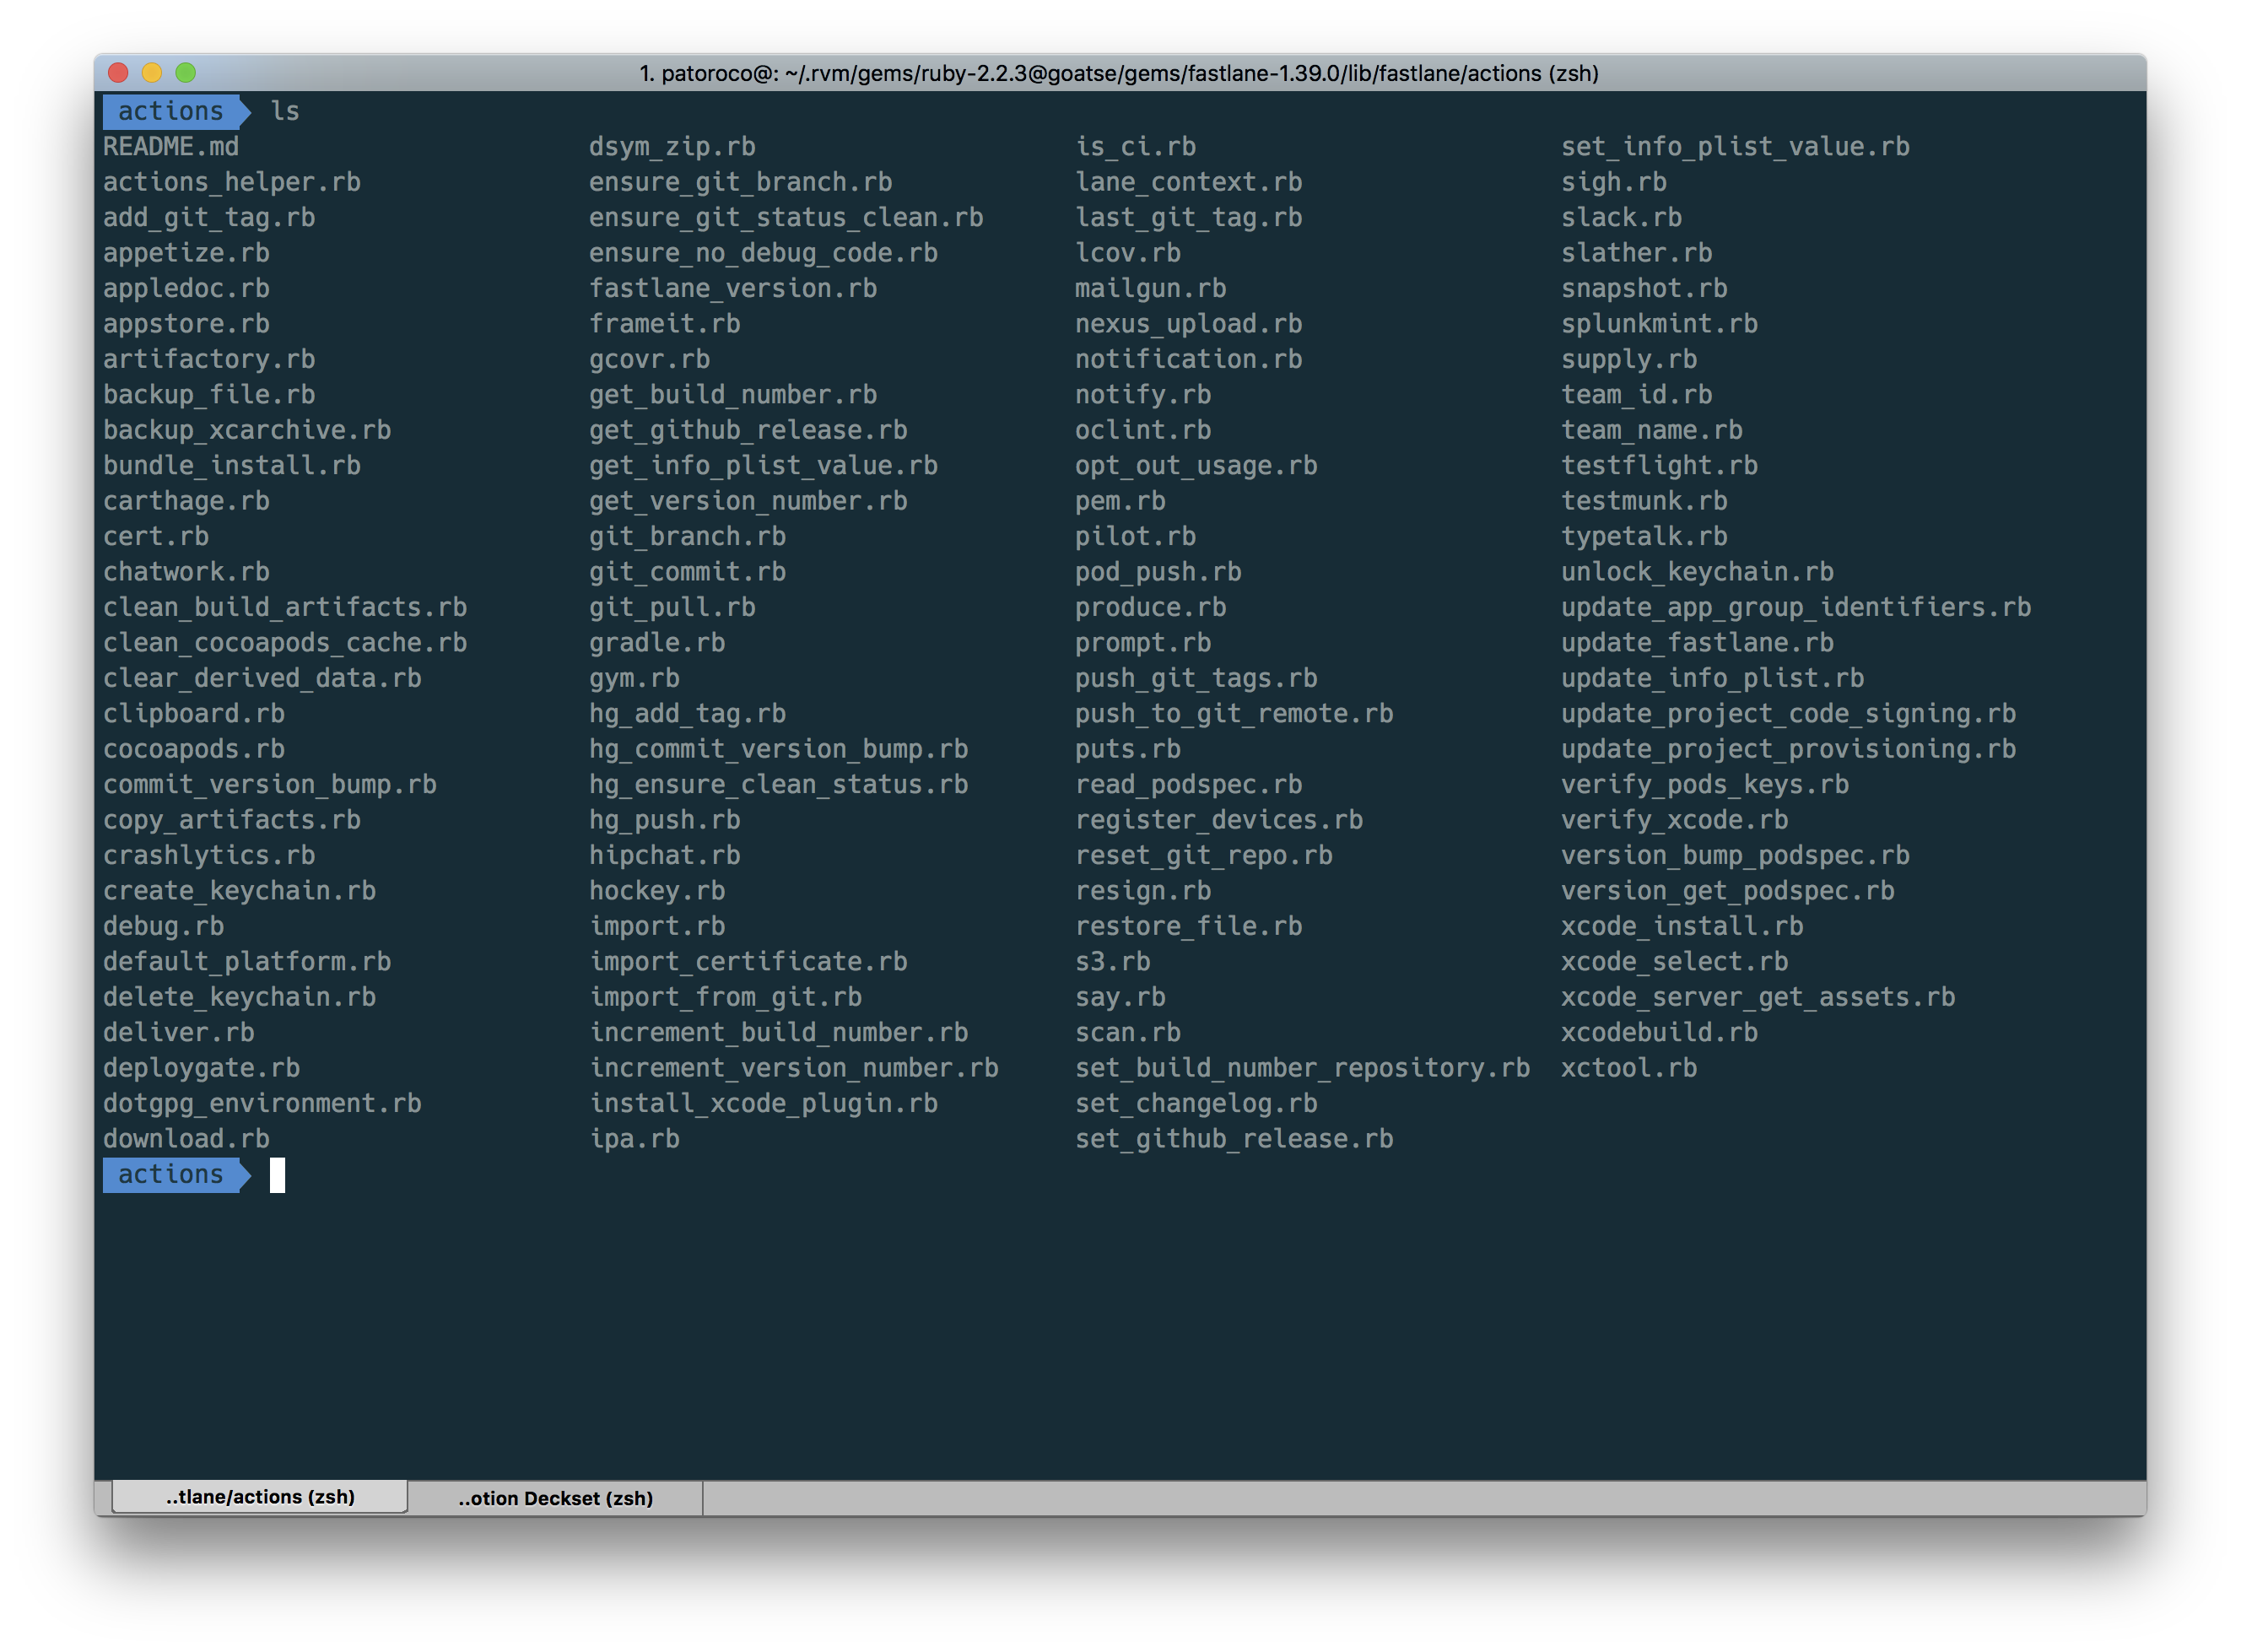 1. patoroco@: ~/.rvm/gems/ruby-2.2.3@goatse/gems/fastlane-1.39.0/lib/fastlane/actions (zsh)
actions ls
README.md dsym_zip.rb is_ci.rb set_info_plist_value.rb
actions_helper.rb ensure_git_branch.rb lane_context.rb sigh.rb
add_git_tag.rb ensure_git_status_clean.rb last_git_tag.rb slack.rb
appetize.rb ensure_no_debug_code.rb lcov.rb slather.rb
appledoc.rb fastlane_version.rb mailgun.rb snapshot.rb
appstore.rb frameit.rb nexus_upload.rb splunkmint.rb
artifactory.rb gcovr.rb notification.rb supply.rb
backup_file.rb get_build_number.rb notify.rb team_id.rb
backup_xcarchive.rb get_github_release.rb oclint.rb team_name.rb
bundle_install.rb get_info_plist_value.rb opt_out_usage.rb testflight.rb
carthage.rb get_version_number.rb pem.rb testmunk.rb
cert.rb git_branch.rb pilot.rb typetalk.rb
chatwork.rb git_commit.rb pod_push.rb unlock_keychain.rb
clean_build_artifacts.rb git_pull.rb produce.rb update_app_group_identifiers.rb
clean_cocoapods_cache.rb gradle.rb prompt.rb update_fastlane.rb
clear_derived_data.rb gym.rb push_git_tags.rb update_info_plist.rb
clipboard.rb hg_add_tag.rb push_to_git_remote.rb update_project_code_signing.rb
cocoapods.rb hg_commit_version_bump.rb puts.rb update_project_provisioning.rb
commit_version_bump.rb hg_ensure_clean_status.rb read_podspec.rb verify_pods_keys.rb
copy_artifacts.rb hg_push.rb register_devices.rb verify_xcode.rb
crashlytics.rb hipchat.rb reset_git_repo.rb version_bump_podspec.rb
create_keychain.rb hockey.rb resign.rb version_get_podspec.rb
debug.rb import.rb restore_file.rb xcode_install.rb
default_platform.rb import_certificate.rb s3.rb xcode_select.rb
delete_keychain.rb import_from_git.rb say.rb xcode_server_get_assets.rb
deliver.rb increment_build_number.rb scan.rb xcodebuild.rb
deploygate.rb increment_version_number.rb set_build_number_repository.rb xctool.rb
dotgpg_environment.rb install_xcode_plugin.rb set_changelog.rb
download.rb ipa.rb set_github_release.rb
actions
..tlane/actions (zsh) ..otion Deckset (zsh)